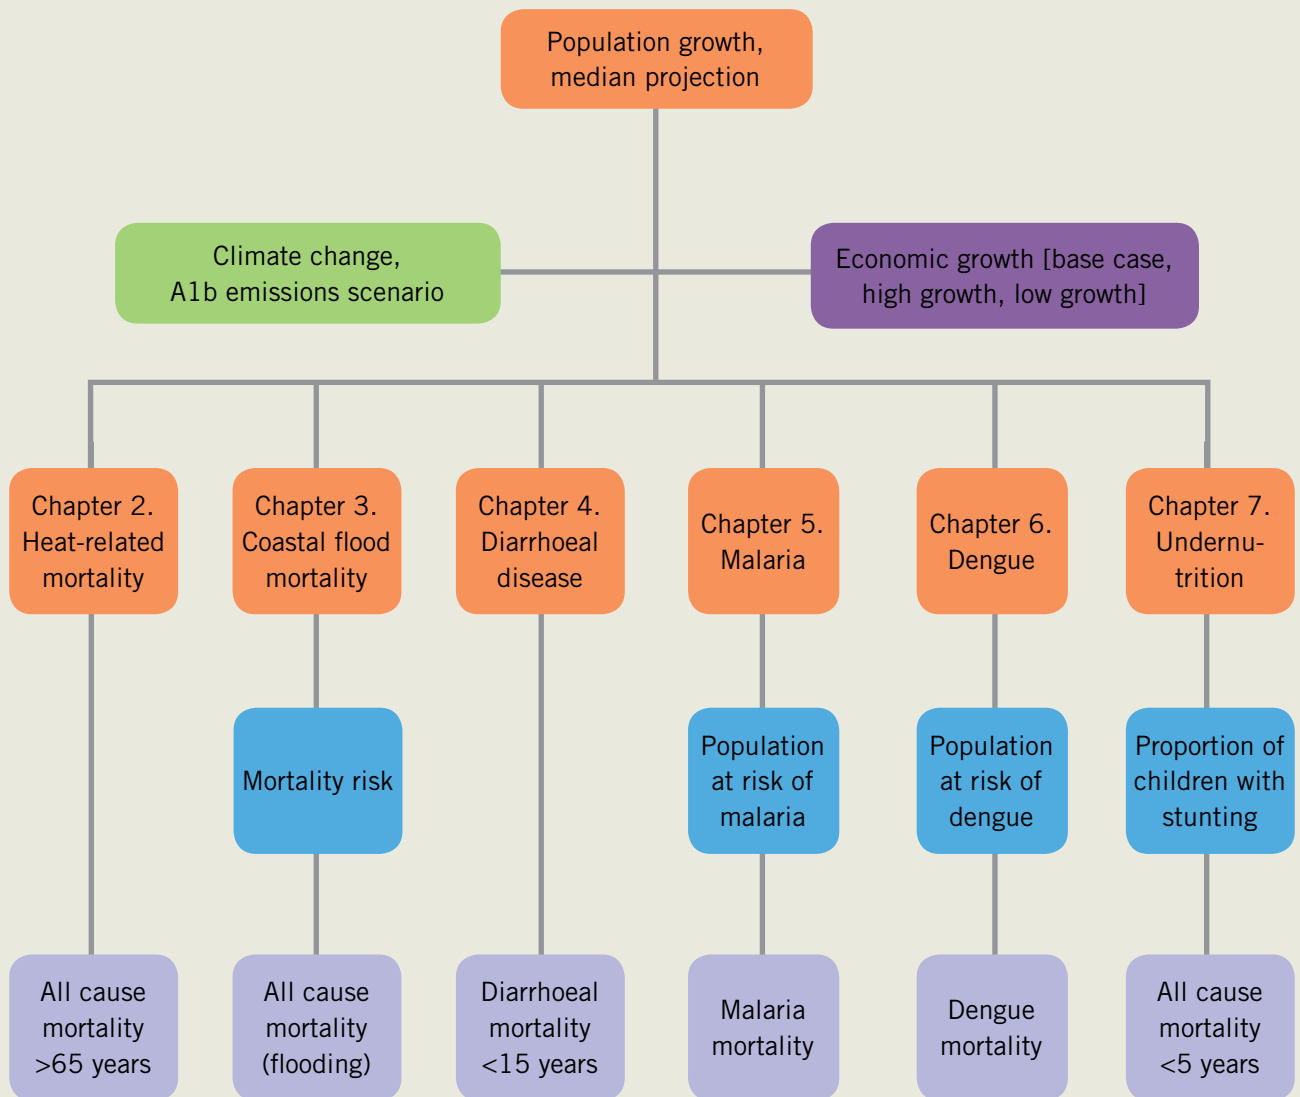 Population growth,
median projection
Climate change,
A1b emissions scenario
Economic growth [base case,
high growth, low growth]
Chapter 2.
Heat-related
mortality
Chapter 3.
Coastal flood
mortality
Chapter 4.
Diarrhoeal
disease
Chapter 5.
Malaria
Chapter 6.
Dengue
Chapter 7.
Undernu-
trition
Mortality risk
Population
at risk of
malaria
Population
at risk of
dengue
Proportion of
children with
stunting
All cause
mortality
>65 years
All cause
mortality
(flooding)
Diarrhoeal
mortality
<15 years
Malaria
mortality
Dengue
mortality
All cause
mortality
<5 years